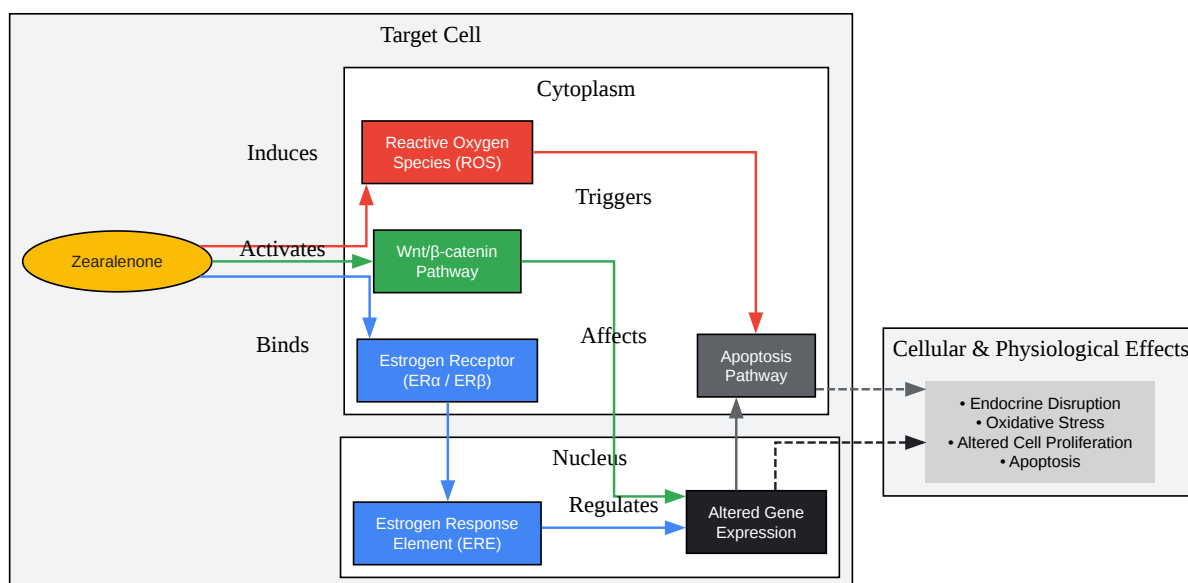 Target Cell
Cytoplasm
Reactive Oxygen
Species (ROS)
Induces
Triggers
Zearalenone
Activates
Wnt/β-catenin
Pathway
Binds
Estrogen Receptor
(ERα / ERβ)
Affects
Apoptosis
Pathway
Cellular & Physiological Effects
• Endocrine Disruption
• Oxidative Stress
• Altered Cell Proliferation
• Apoptosis
Nucleus
Estrogen Response
Element (ERE)
Regulates
Altered Gene
Expression